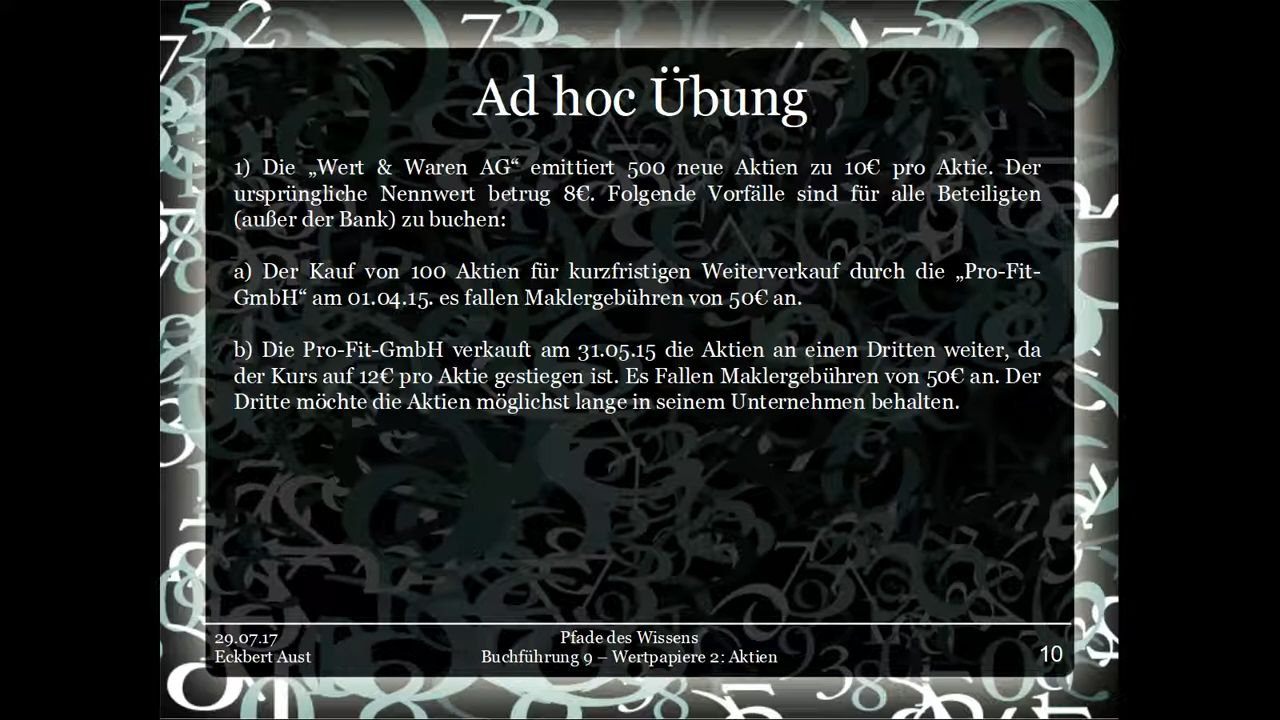 Ad hoc Übung
1) Die „Wert & Waren AG“ emittiert 500 neue Aktien zu 10€ pro Aktie. Der
ursprüngliche Nennwert betrug 8€. Folgende Vorfälle sind für alle Beteiligten
(außer der Bank) zu buchen:
a) Der Kauf von 100 Aktien für kurzfristigen Weiterverkauf durch die „Pro-Fit-
GmbH“ am 01.04.15. es fallen Maklergebühren von 50€ an.
b) Die Pro-Fit-GmbH verkauft am 31.05.15 die Aktien an einen Dritten weiter, da
der Kurs auf 12€ pro Aktie gestiegen ist. Es Fallen Maklergebühren von 50€ an. Der
Dritte möchte die Aktien möglichst lange in seinem Unternehmen behalten.
29.07.17
Eckbert Aust
Pfade des Wissens
Buchführung 9 – Wertpapiere 2: Aktien
10